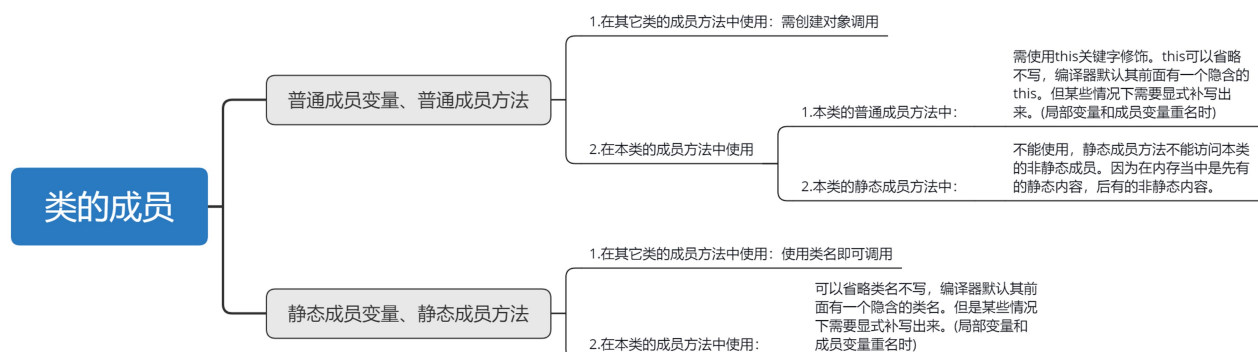 类的成员
普通成员变量、普通成员方法
1.在其它类的成员方法中使用：需创建对象调用
2.在本类的成员方法中使用
1.本类的普通成员方法中：
需使用this关键字修饰。this可以省略
不写，编译器默认其前面有一个隐含的
this。但某些情况下需要显式补写出
来。(局部变量和成员变量重名时)
2.本类的静态成员方法中：
不能使用，静态成员方法不能访问本类
的非静态成员。因为在内存当中是先有
的静态内容，后有的非静态内容。
静态成员变量、静态成员方法
1.在其它类的成员方法中使用：使用类名即可调用
2.在本类的成员方法中使用：
可以省略类名不写，编译器默认其前
面有一个隐含的类名。但是某些情况
下需要显式补写出来。(局部变量和
成员变量重名时)